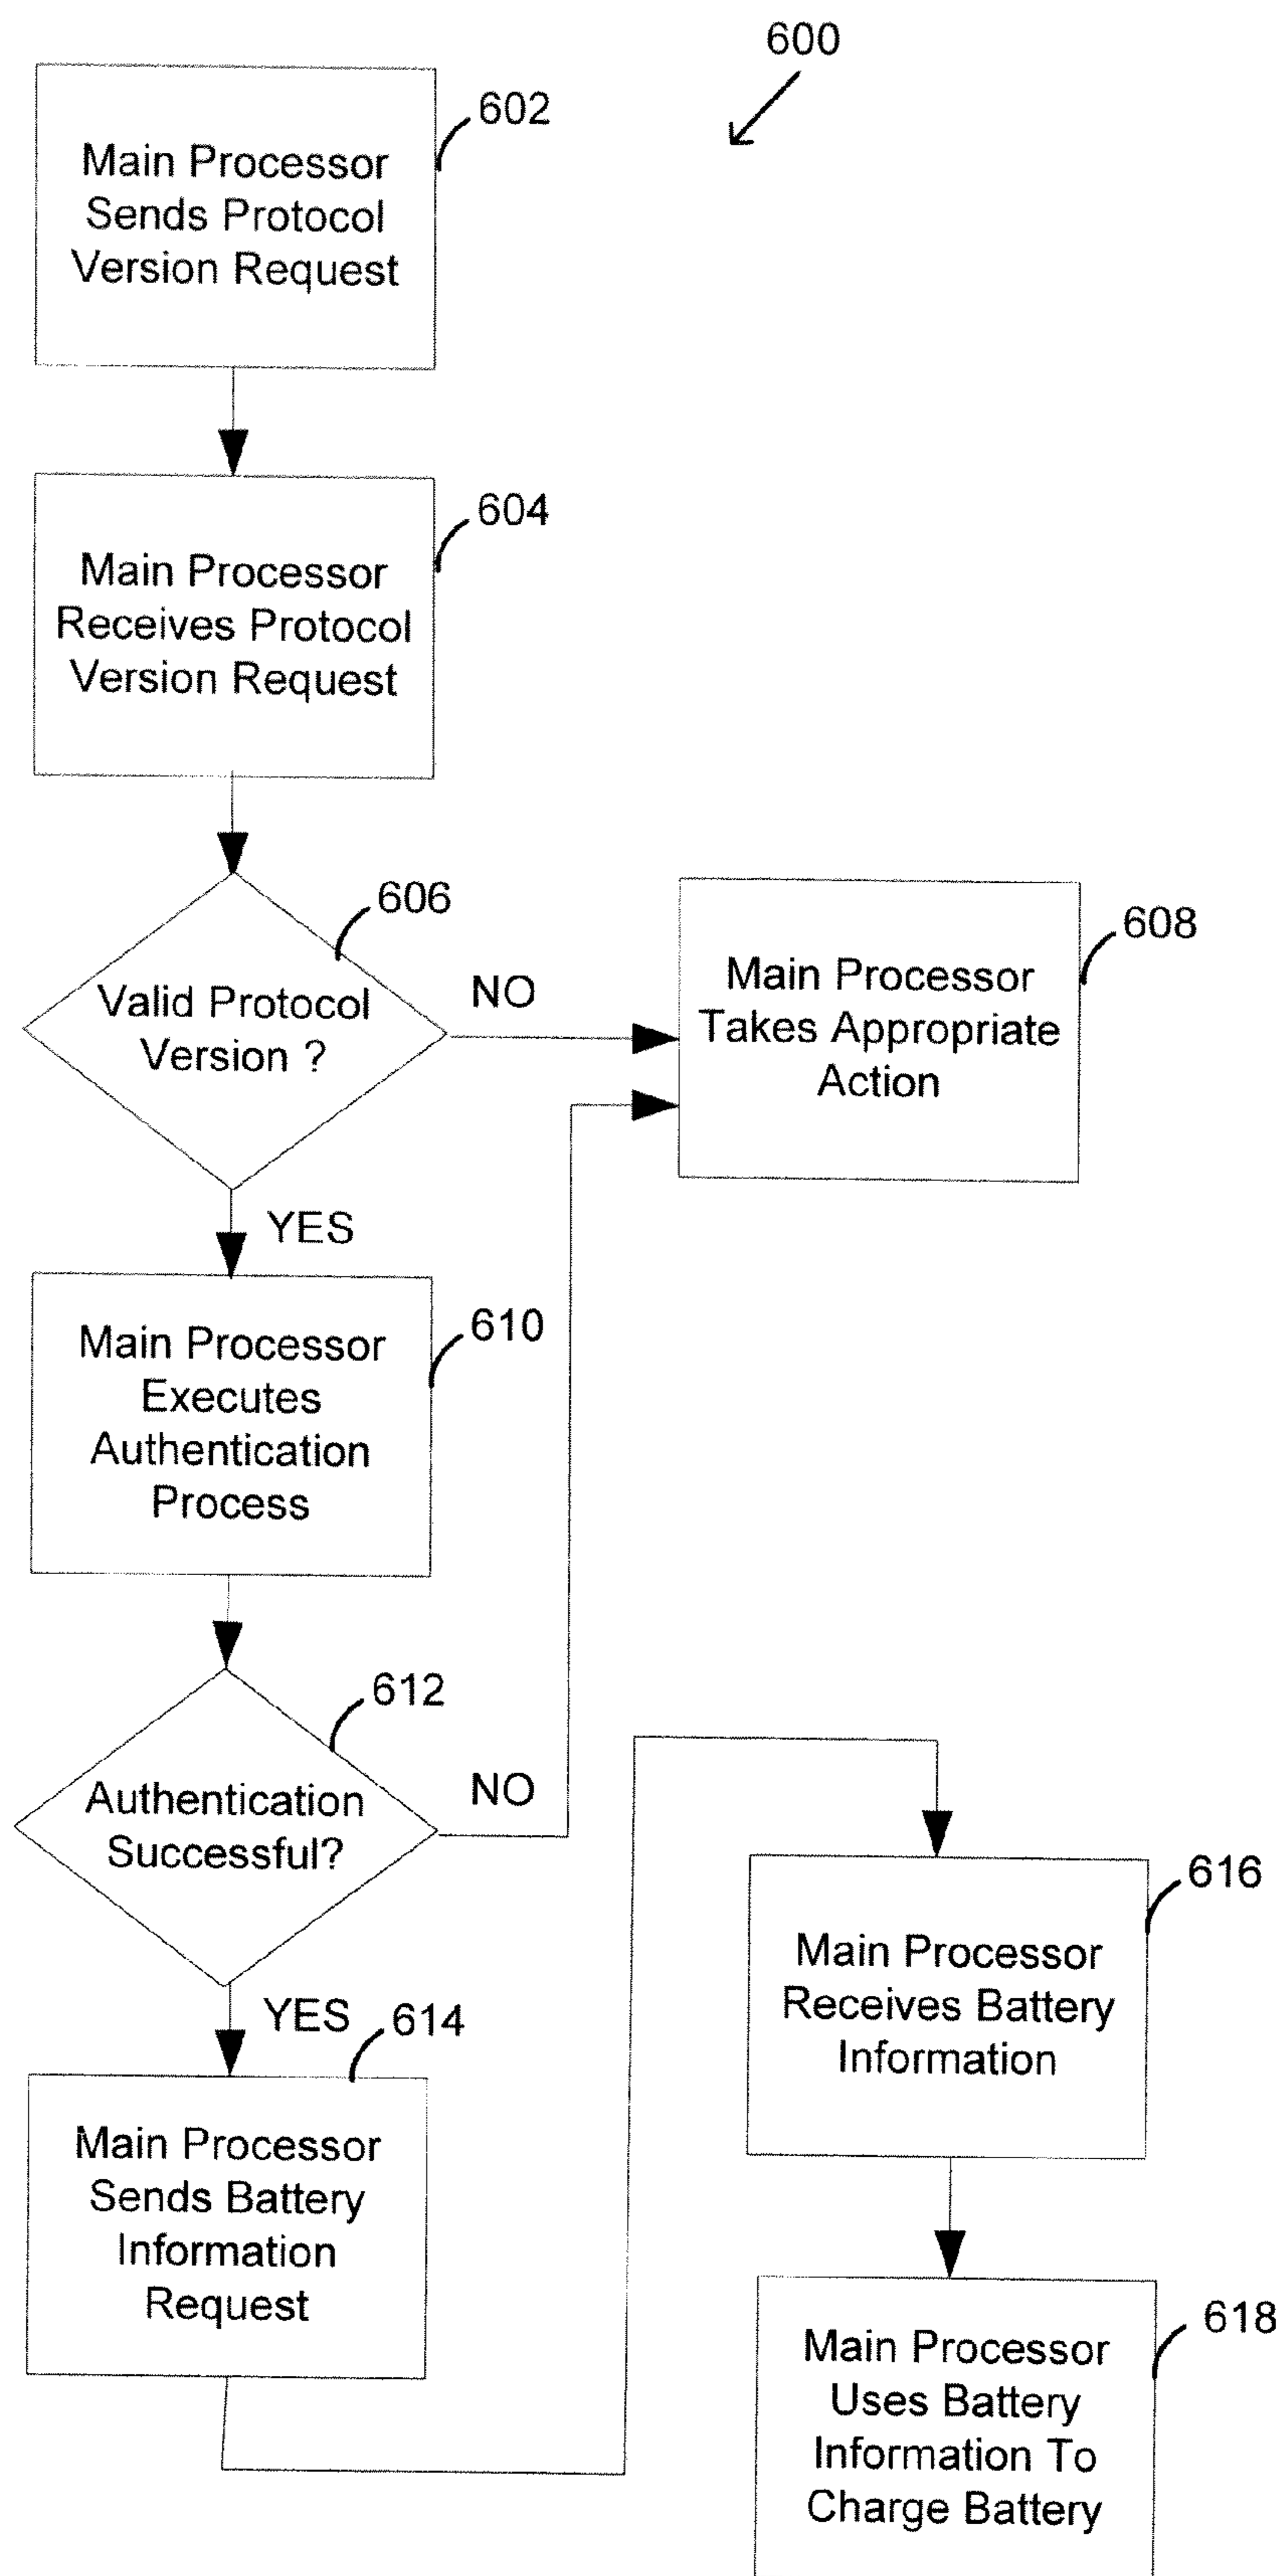 600
602
Main Processor
Sends Protocol
Version Request
604
Main Processor
Receives Protocol
Version Request
606
Valid Protocol
Version ?
NO
608
Main Processor
Takes Appropriate
Action
YES
610
Main Processor
Executes
Authentication
Process
612
Authentication
Successful?
NO
YES
614
Main Processor
Sends Battery
Information
Request
616
Main Processor
Receives Battery
Information
618
Main Processor
Uses Battery
Information To
Charge Battery